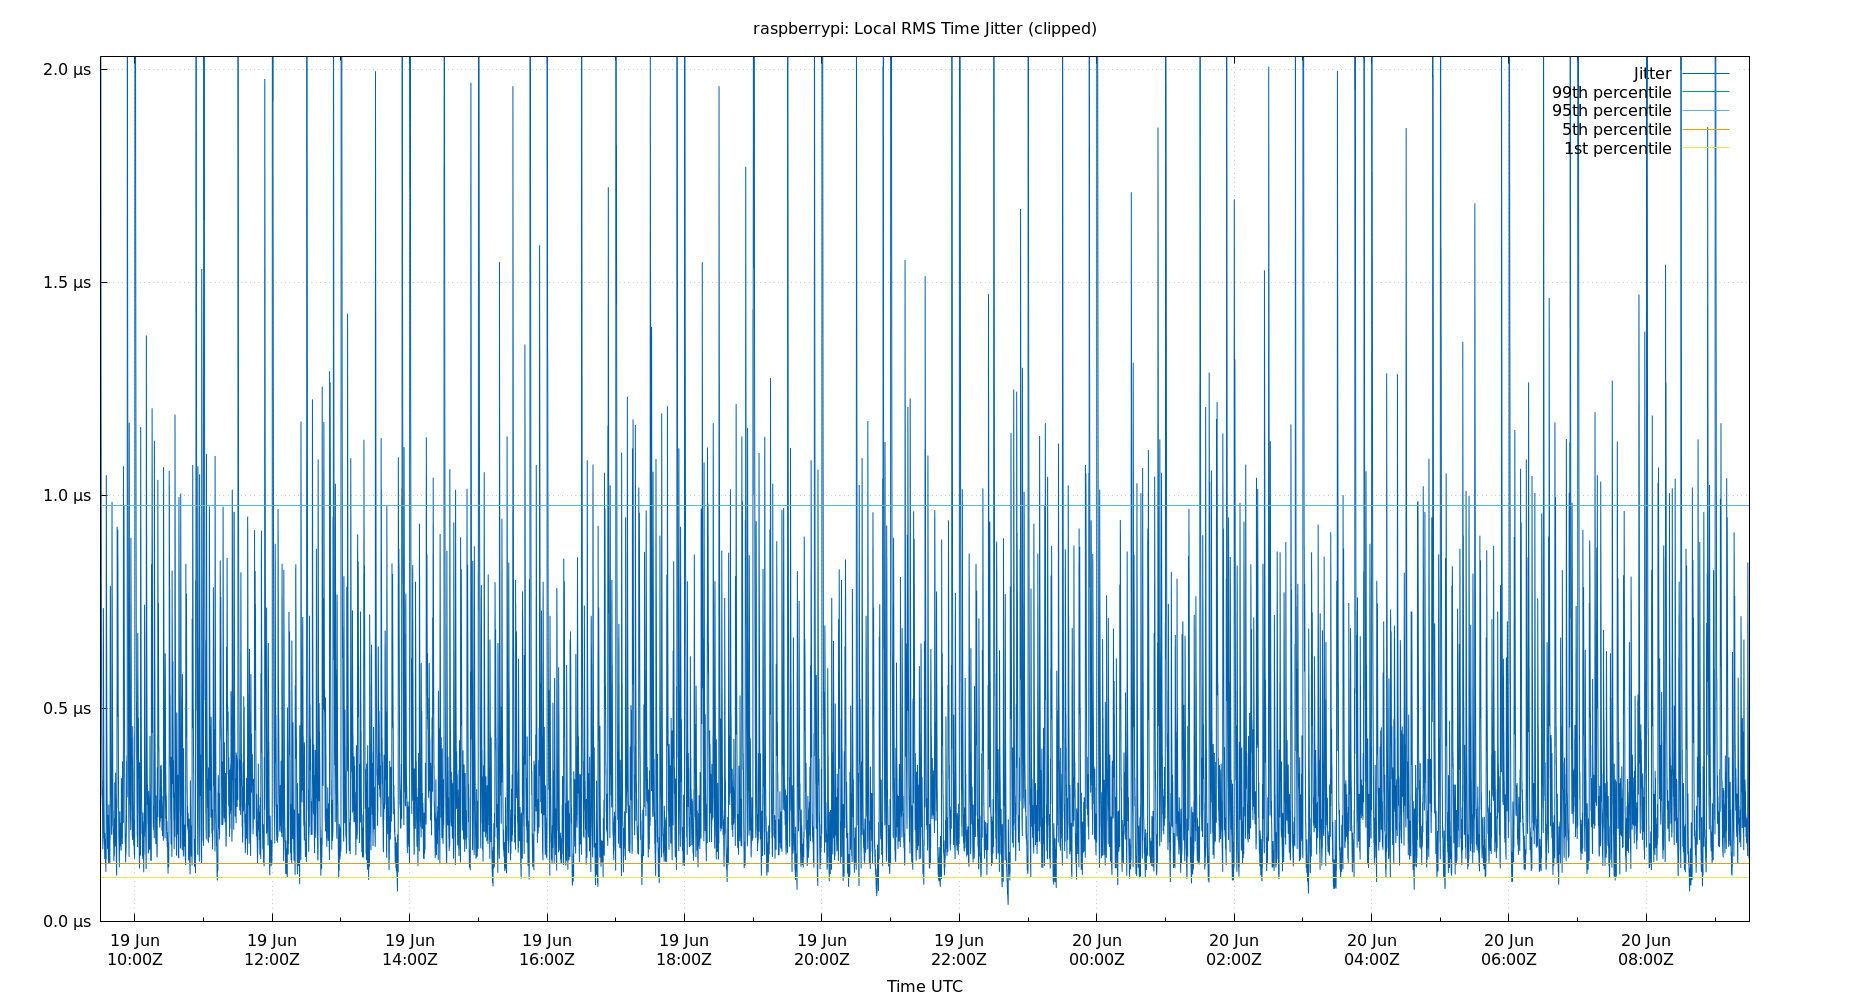 raspberrypi: Local RMS Time Jitter (clipped)
2.0 µs
1.5 µs
1.0 µs
0.5 µs
0.0 µs
Jitter
99th percentile
95th percentile
5th percentile
1st percentile
19 Jun 19 Jun 19 Jun 19 Jun 19 Jun 19 Jun 19 Jun 20 Jun 20 Jun 20 Jun 20 Jun 20 Jun
10:00Z 12:00Z 14:00Z 16:00Z 18:00Z 20:00Z 22:00Z 00:00Z 02:00Z 04:00Z 06:00Z 08:00Z
Time UTC